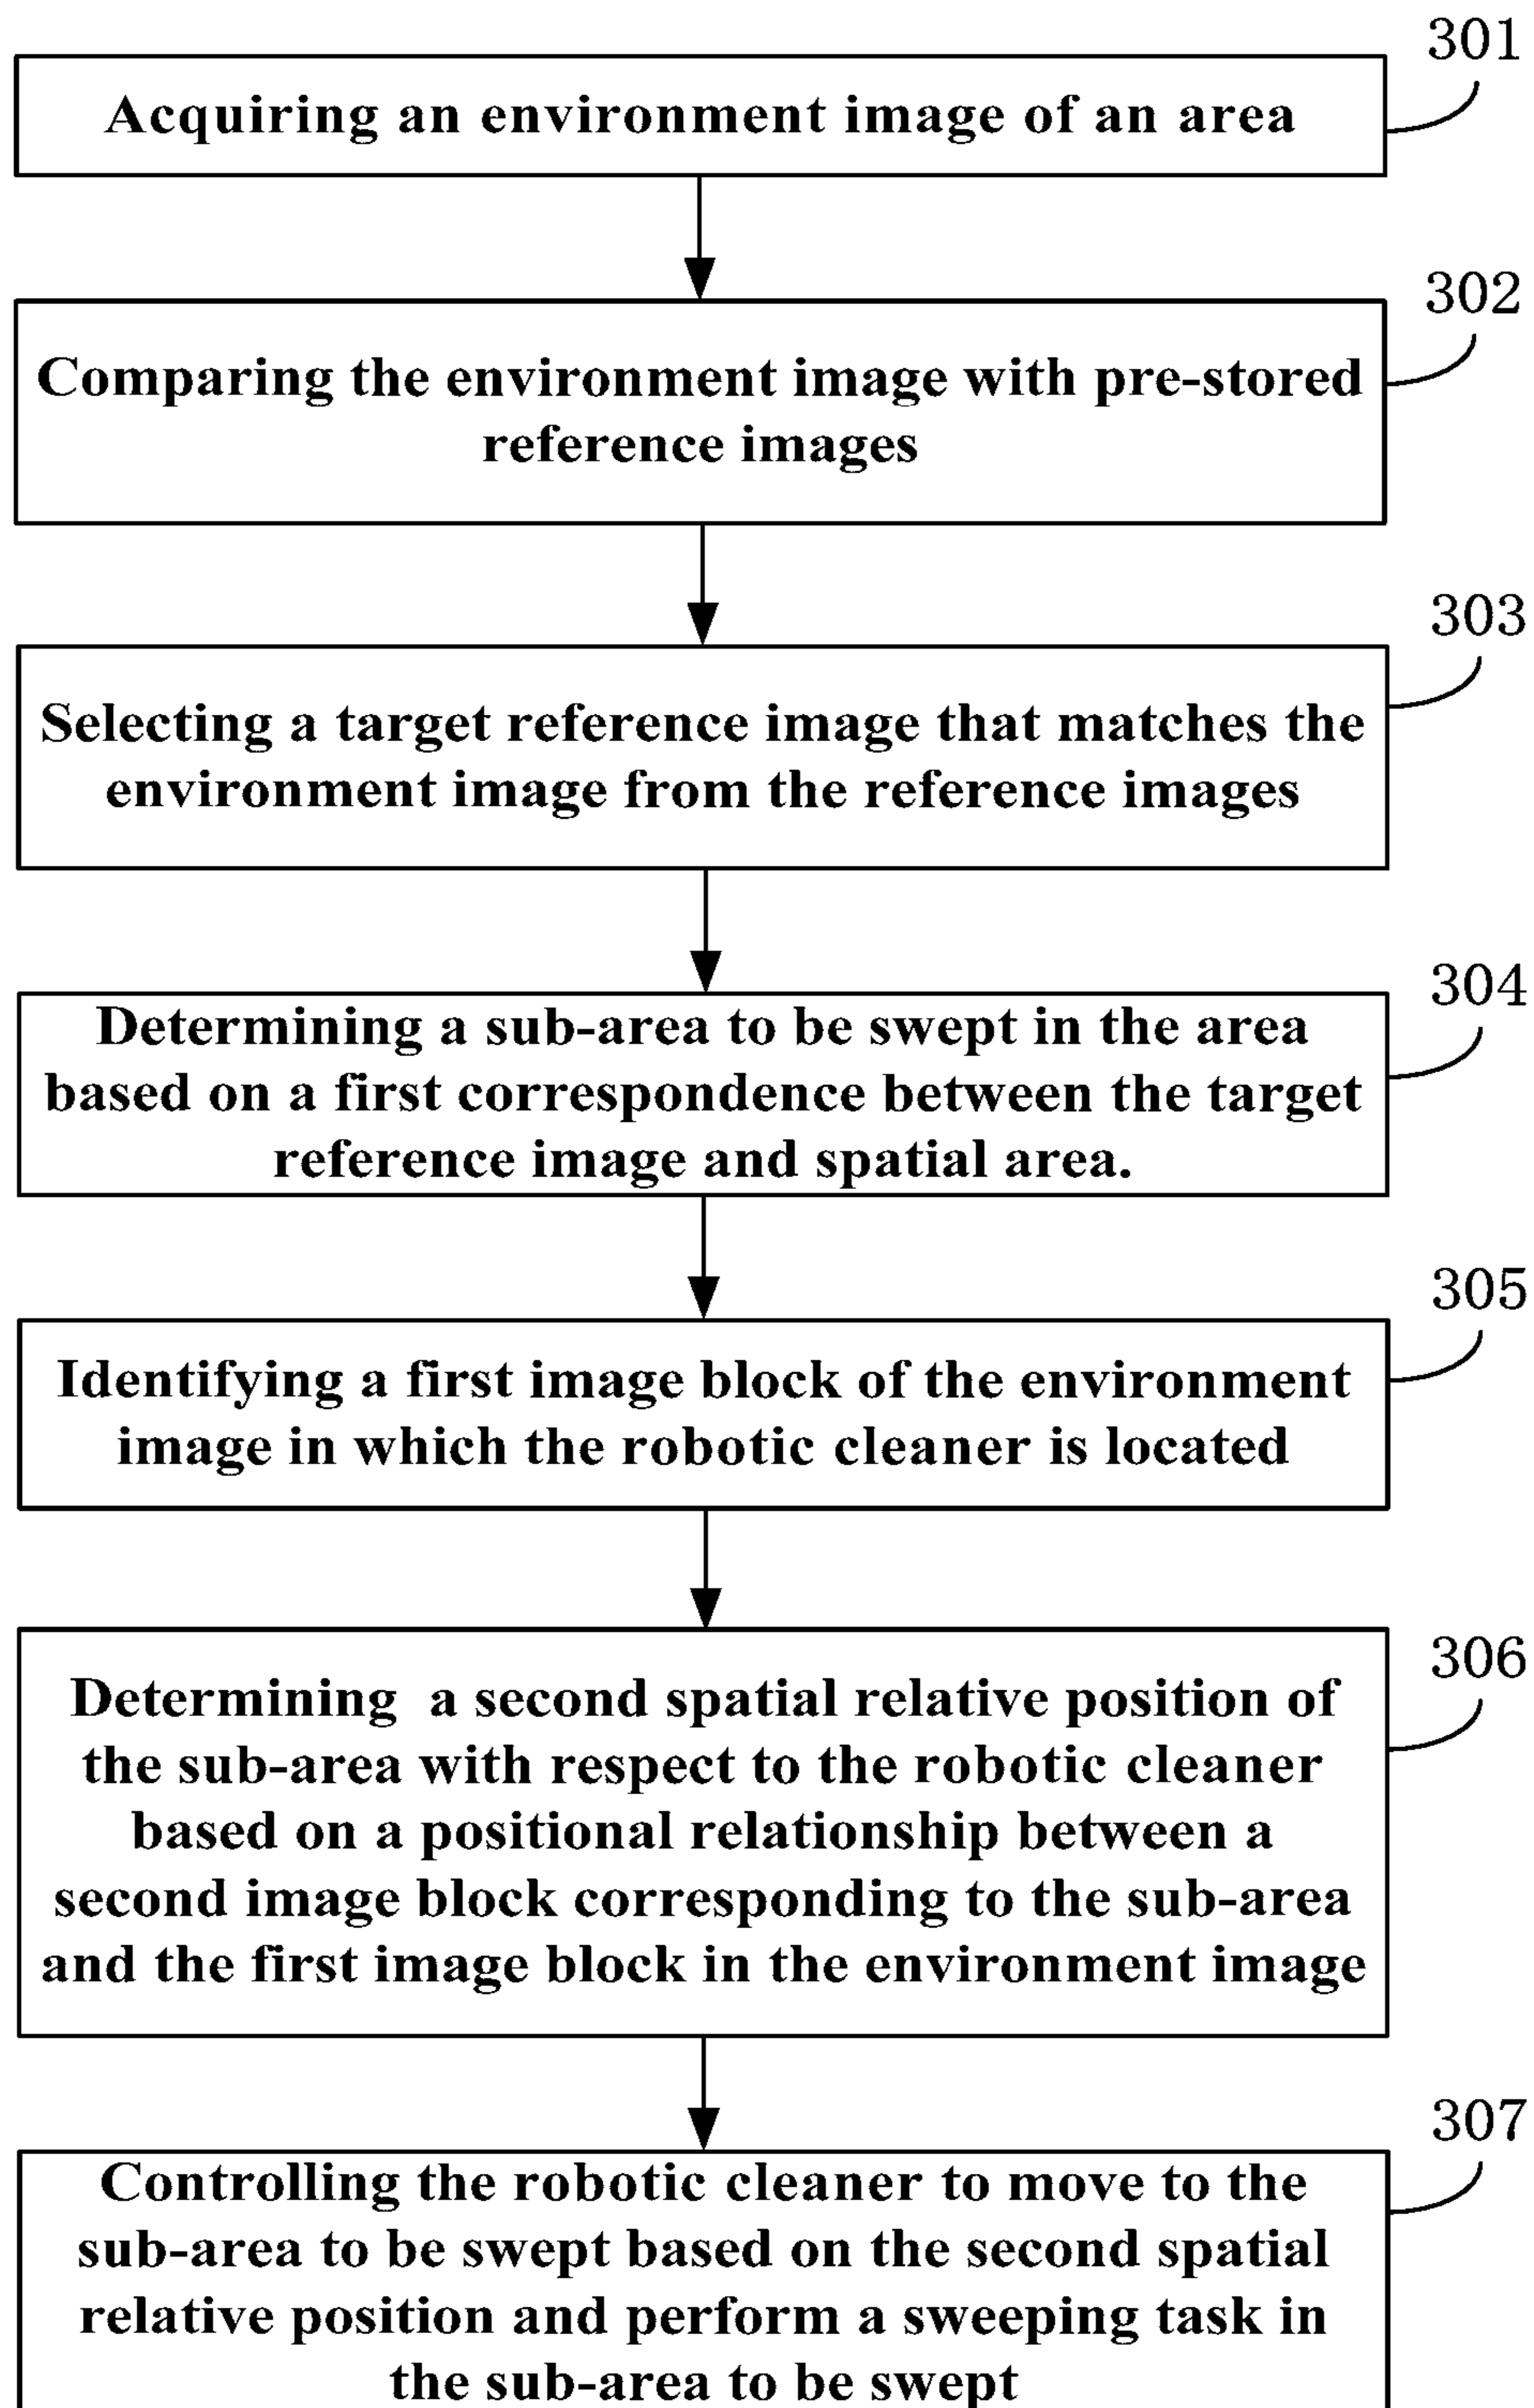 301
Acquiring an environment image of an area
302
Comparing the environment image with pre-stored
reference images
303
Selecting a target reference image that matches the
environment image from the reference images
304
Determining a sub-area to be swept in the area
based on a first correspondence between the target
reference image and spatial area.
305
Identifying a first image block of the environment
image in which the robotic cleaner is located
306
Determining a second spatial relative position of
the sub-area with respect to the robotic cleaner
based on a positional relationship between a
second image block corresponding to the sub-area
and the first image block in the environment image
307
Controlling the robotic cleaner to move to the
sub-area to be swept based on the second spatial
relative position and perform a sweeping task in
the sub-area to be swept